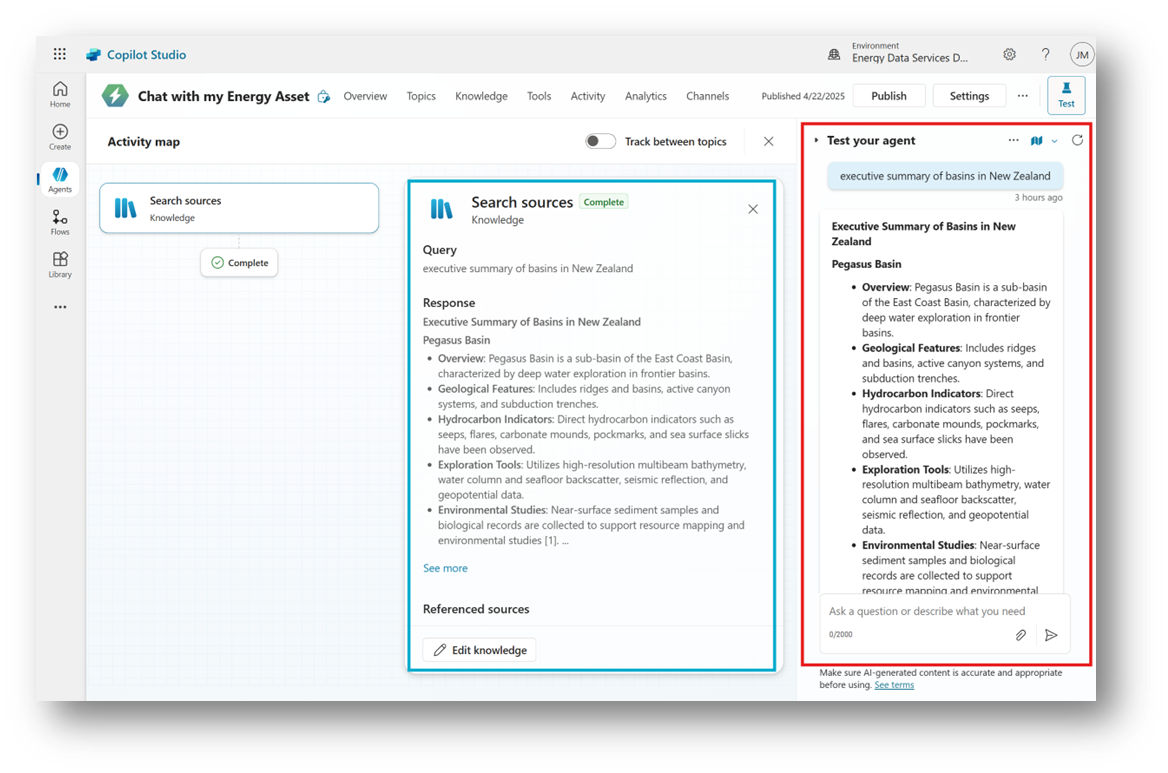 Copilot Studio
Environment
Energy Data Services D...
JM
Home
Create
Agents
Flows
Library
Chat with my Energy Asset
Overview
Topics
Knowledge
Tools
Activity
Analytics
Channels
Published 4/22/2025
Publish
Settings
Test
Activity map
Track between topics
Search sources
Knowledge
Complete
Search sources
Complete
Knowledge
Query
executive summary of basins in New Zealand
Response
Executive Summary of Basins in New Zealand
Pegasus Basin
• Overview: Pegasus Basin is a sub-basin of the East Coast Basin,
characterized by deep water exploration in frontier basins.
• Geological Features: Includes ridges and basins, active canyon
systems, and subduction trenches.
• Hydrocarbon Indicators: Direct hydrocarbon indicators such as
seeps, flares, carbonate mounds, pockmarks, and sea surface slicks
have been observed.
• Exploration Tools: Utilizes high-resolution multibeam bathymetry,
water column and seafloor backscatter, seismic reflection, and
geopotential data.
• Environmental Studies: Near-surface sediment samples and
biological records are collected to support resource mapping and
environmental studies [1]. ...
See more
Referenced sources
Edit knowledge
Test your agent
executive summary of basins in New Zealand
3 hours ago
Executive Summary of Basins in New
Zealand
Pegasus Basin
• Overview: Pegasus Basin is a sub-basin
of the East Coast Basin, characterized by
deep water exploration in frontier
basins.
• Geological Features: Includes ridges
and basins, active canyon systems, and
subduction trenches.
• Hydrocarbon Indicators: Direct
hydrocarbon indicators such as seeps,
flares, carbonate mounds, pockmarks,
and sea surface slicks have been
observed.
• Exploration Tools: Utilizes high-
resolution multibeam bathymetry, water
column and seafloor backscatter,
seismic reflection, and geopotential
data.
• Environmental Studies: Near-surface
sediment samples and biological
records are collected to support
resource mapping and environmental
Ask a question or describe what you need
0/2000
Make sure AI-generated content is accurate and appropriate
before using. See terms